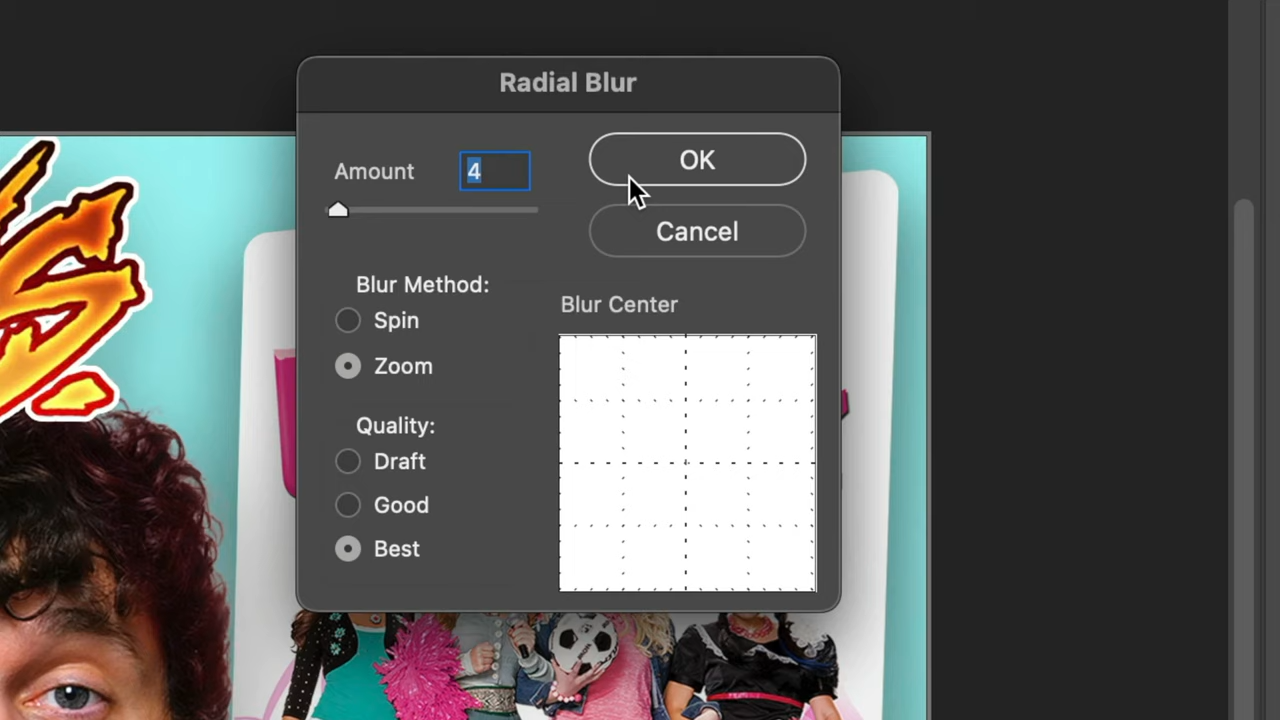 Radial Blur
Amount 4
OK
Cancel
Blur Method:
Spin
Zoom
Blur Center
Quality:
Draft
Good
Best